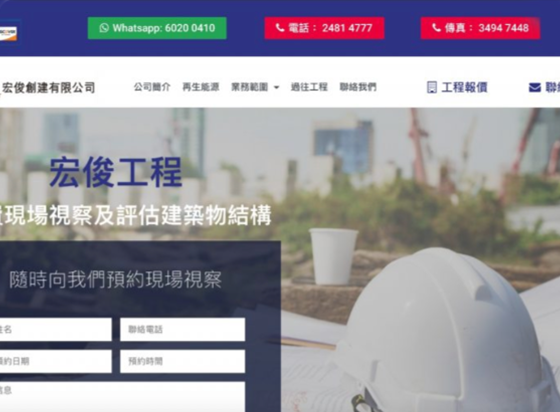 Whatsapp: 6020 0410
電話： 2481 4777
傳真： 3494 7448
宏俊創建有限公司
公司簡介 再生能源 業務範圍 過往工程 聯絡我們
工程報價
聯
宏俊工程
現場視察及評估建築物結構
隨時向我們預約現場視察
姓名 聯絡電話
預約日期 預約時間
信息